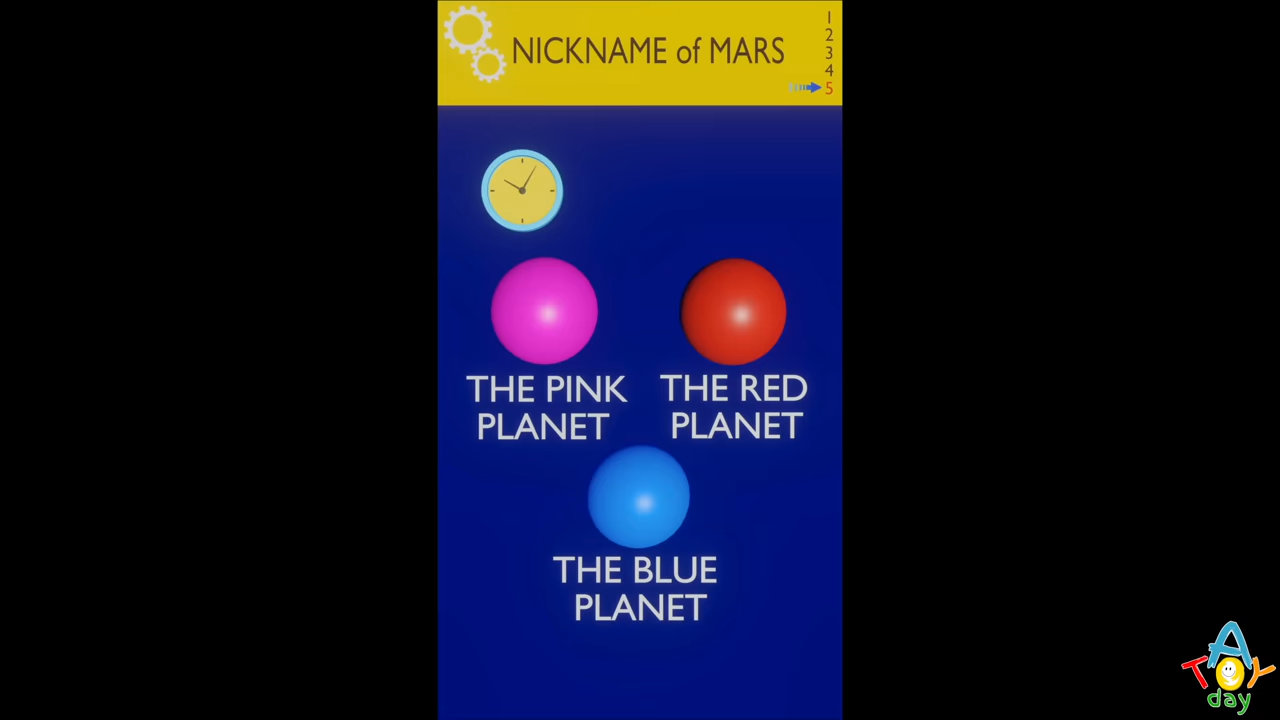 NICKNAME of MARS
1
2
3
4
5
THE PINK
PLANET
THE RED
PLANET
THE BLUE
PLANET
A TOY
day